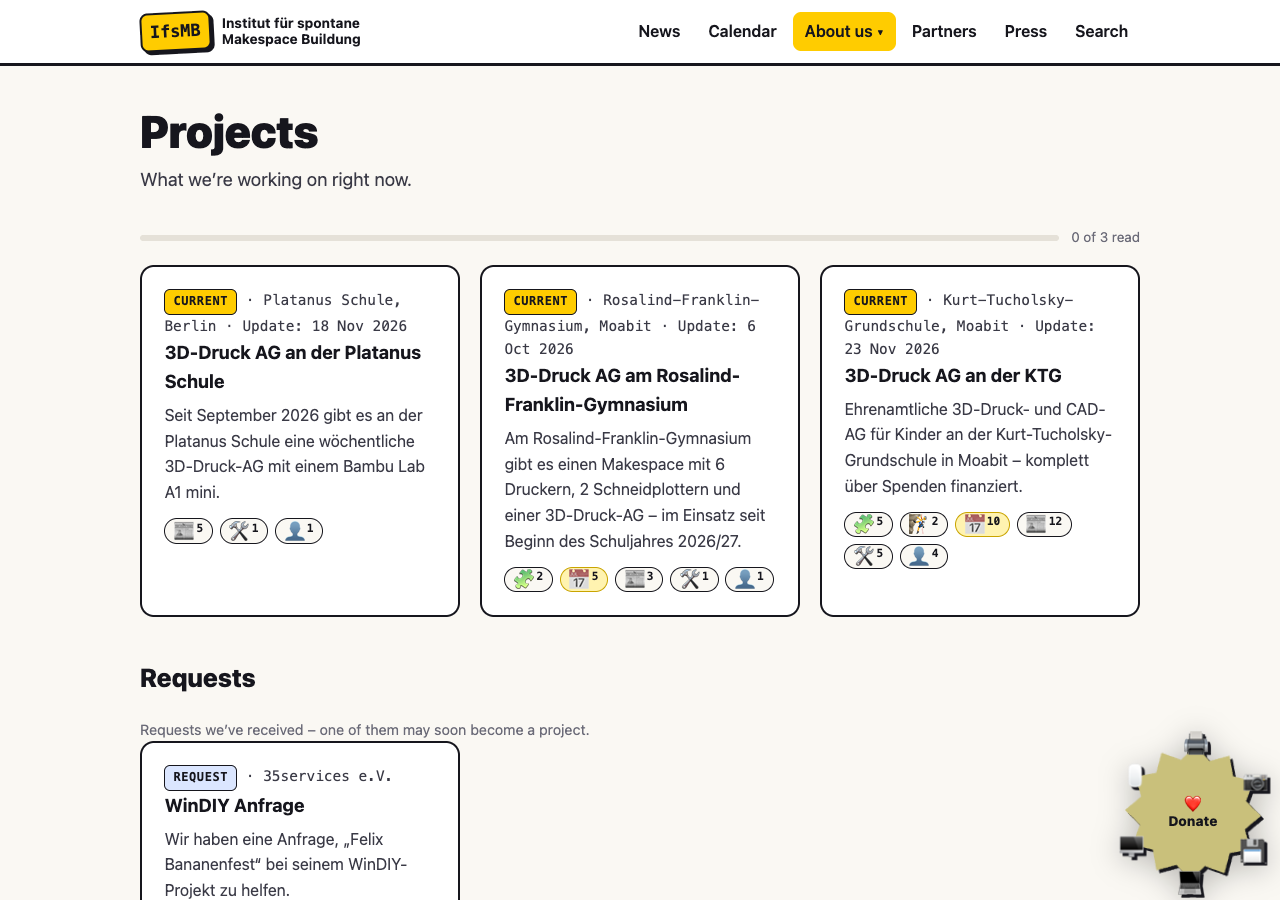 IfsMB
Institut für spontane
Makespace Buildung
News
Calendar
About us ▾
Partners
Press
Search
Projects
What we’re working on right now.
0 of 3 read
CURRENT · Platanus Schule,
Berlin · Update: 18 Nov 2026
3D-Druck AG an der Platanus
Schule
Seit September 2026 gibt es an der
Platanus Schule eine wöchentliche
3D-Druck-AG mit einem Bambu Lab
A1 mini.
5 1 1
CURRENT · Rosalind-Franklin-
Gymnasium, Moabit · Update: 6
Oct 2026
3D-Druck AG am Rosalind-
Franklin-Gymnasium
Am Rosalind-Franklin-Gymnasium
gibt es einen Makespace mit 6
Druckern, 2 Schneidplottern und
einer 3D-Druck-AG – im Einsatz seit
Beginn des Schuljahres 2026/27.
2 5 3 1 1
CURRENT · Kurt-Tucholsky-
Grundschule, Moabit · Update:
23 Nov 2026
3D-Druck AG an der KTG
Ehrenamtliche 3D-Druck- und CAD-
AG für Kinder an der Kurt-Tucholsky-
Grundschule in Moabit – komplett
über Spenden finanziert.
5 2 10 12
5 4
Requests
Requests we’ve received – one of them may soon become a project.
REQUEST · 35services e.V.
WinDIY Anfrage
Wir haben eine Anfrage, „Felix
Bananenfest“ bei seinem WinDIY-
Projekt zu helfen.
Donate